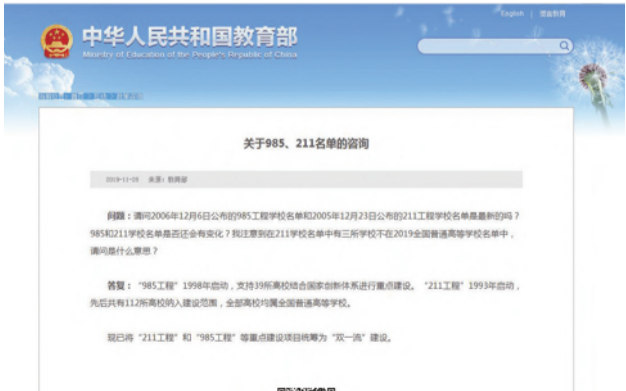 English
中华人民共和国教育部
Ministry of Education of the People's Republic of China
关于985、211名单的咨询
2019-11-28 来源：教育部
问题：请问2006年12月6日公布的985工程学校名单和2005年12月23日公布的211工程学校名单是最新的吗？
985和211学校名单是否还会有变化？我注意到在211学校名单中有三所学校不在2019全国普通高等学校名单中，
请问是什么意思？
答复：“985工程”1998年启动，支持39所高校结合国家创新体系进行重点建设。“211工程”1993年启动，
先后共有112所高校纳入建设范围，全部高校均属全国普通高等学校。
现已将“211工程”和“985工程”等重点建设项目统筹为“双一流”建设。